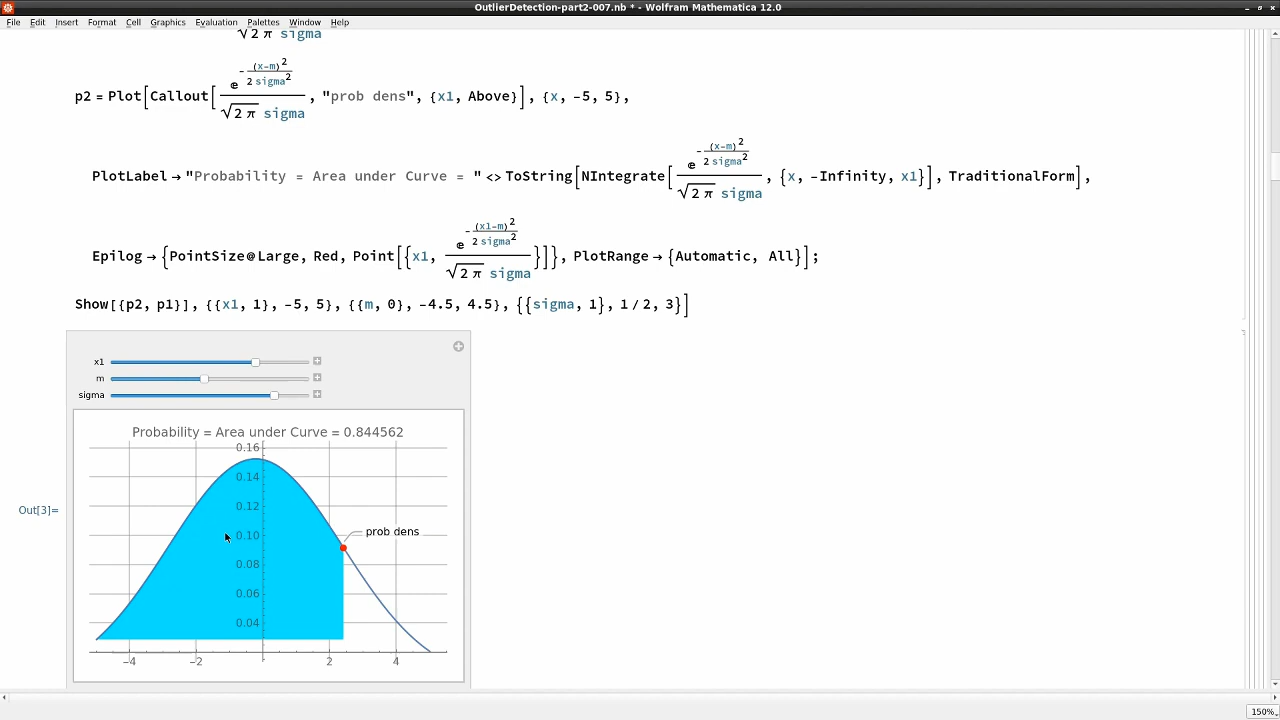 OutlierDetection-part2-007.nb * - Wolfram Mathematica 12.0
File Edit Insert Format Cell Graphics Evaluation Palettes Window Help
√2 π sigma
p2 = Plot[Callout[ⅇ^(-(x-m)^2/(2 sigma^2))/(√2 π sigma), "prob dens", {x1, Above}], {x, -5, 5},
PlotLabel → "Probability = Area under Curve = " <> ToString[NIntegrate[ⅇ^(-(x-m)^2/(2 sigma^2))/(√2 π sigma), {x, -Infinity, x1}], TraditionalForm],
Epilog → {PointSize@Large, Red, Point[{x1, ⅇ^(-(x1-m)^2/(2 sigma^2))/(√2 π sigma)}]}, PlotRange → {Automatic, All}];
Show[{p2, p1}], {{x1, 1}, -5, 5}, {{m, 0}, -4.5, 4.5}, {{sigma, 1}, 1/2, 3}]
x1
m
sigma
Probability = Area under Curve = 0.844562
0.16
0.14
0.12
0.10
0.08
0.06
0.04
prob dens
-4 -2 2 4
Out[3]=
150%